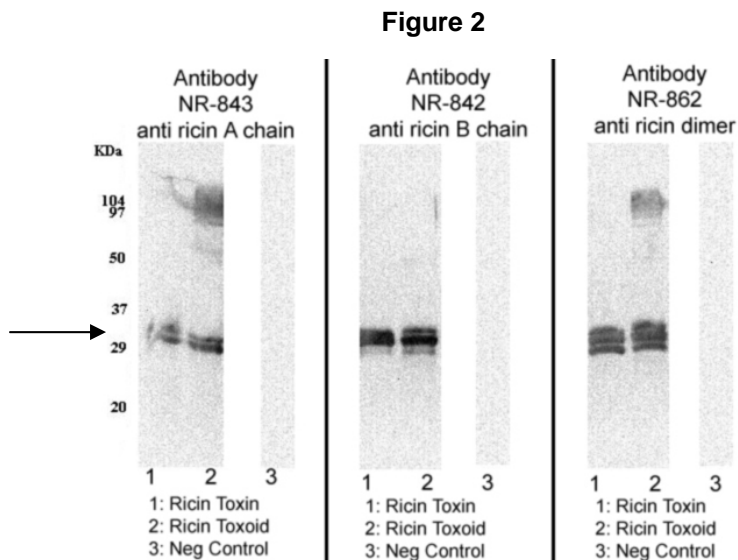 Figure 2
Antibody
NR-843
anti ricin A chain
Antibody
NR-842
anti ricin B chain
Antibody
NR-862
anti ricin dimer
KDa
104
97
50
37
29
20
1 2 3
1: Ricin Toxin
2: Ricin Toxoid
3: Neg Control
1 2 3
1: Ricin Toxin
2: Ricin Toxoid
3: Neg Control
1 2 3
1: Ricin Toxin
2: Ricin Toxoid
3: Neg Control